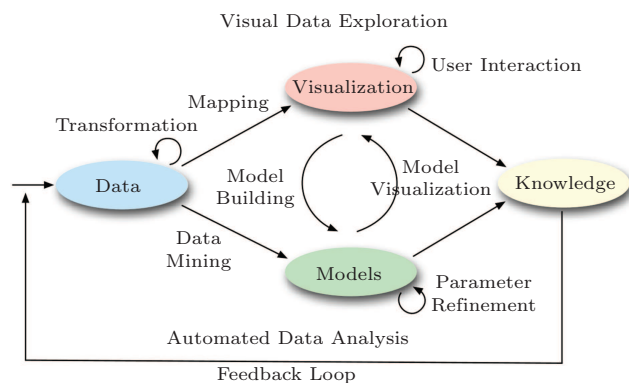 Visual Data Exploration
User Interaction
Visualization
Mapping
Transformation
Data
Model
Building
Model
Visualization
Knowledge
Data
Mining
Models
Parameter
Refinement
Automated Data Analysis
Feedback Loop